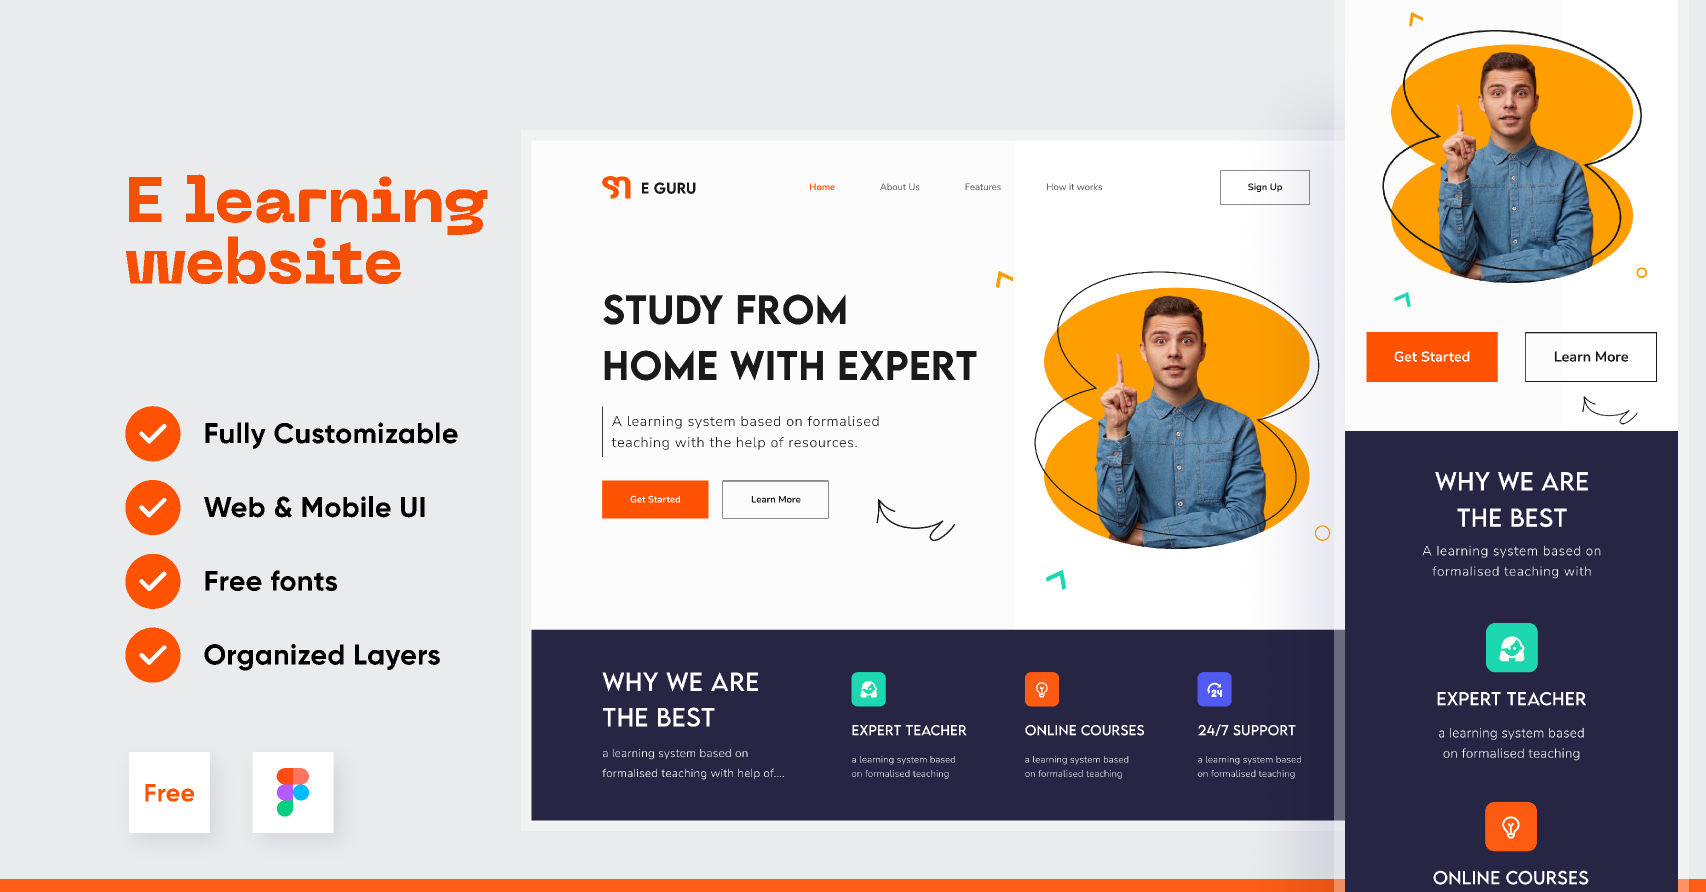 E learning
website
Fully Customizable
Web & Mobile UI
Free fonts
Organized Layers
Free
E GURU
Home
About Us
Features
How it works
Sign Up
STUDY FROM
HOME WITH EXPERT
A learning system based on formalised
teaching with the help of resources.
Get Started
Learn More
WHY WE ARE
THE BEST
a learning system based on
formalised teaching with help of....
EXPERT TEACHER
a learning system based
on formalised teaching
ONLINE COURSES
a learning system based
on formalised teaching
24
24/7 SUPPORT
a learning system based
on formalised teaching
Get Started
Learn More
WHY WE ARE
THE BEST
A learning system based on
formalised teaching with
EXPERT TEACHER
a learning system based
on formalised teaching
ONLINE COURSES